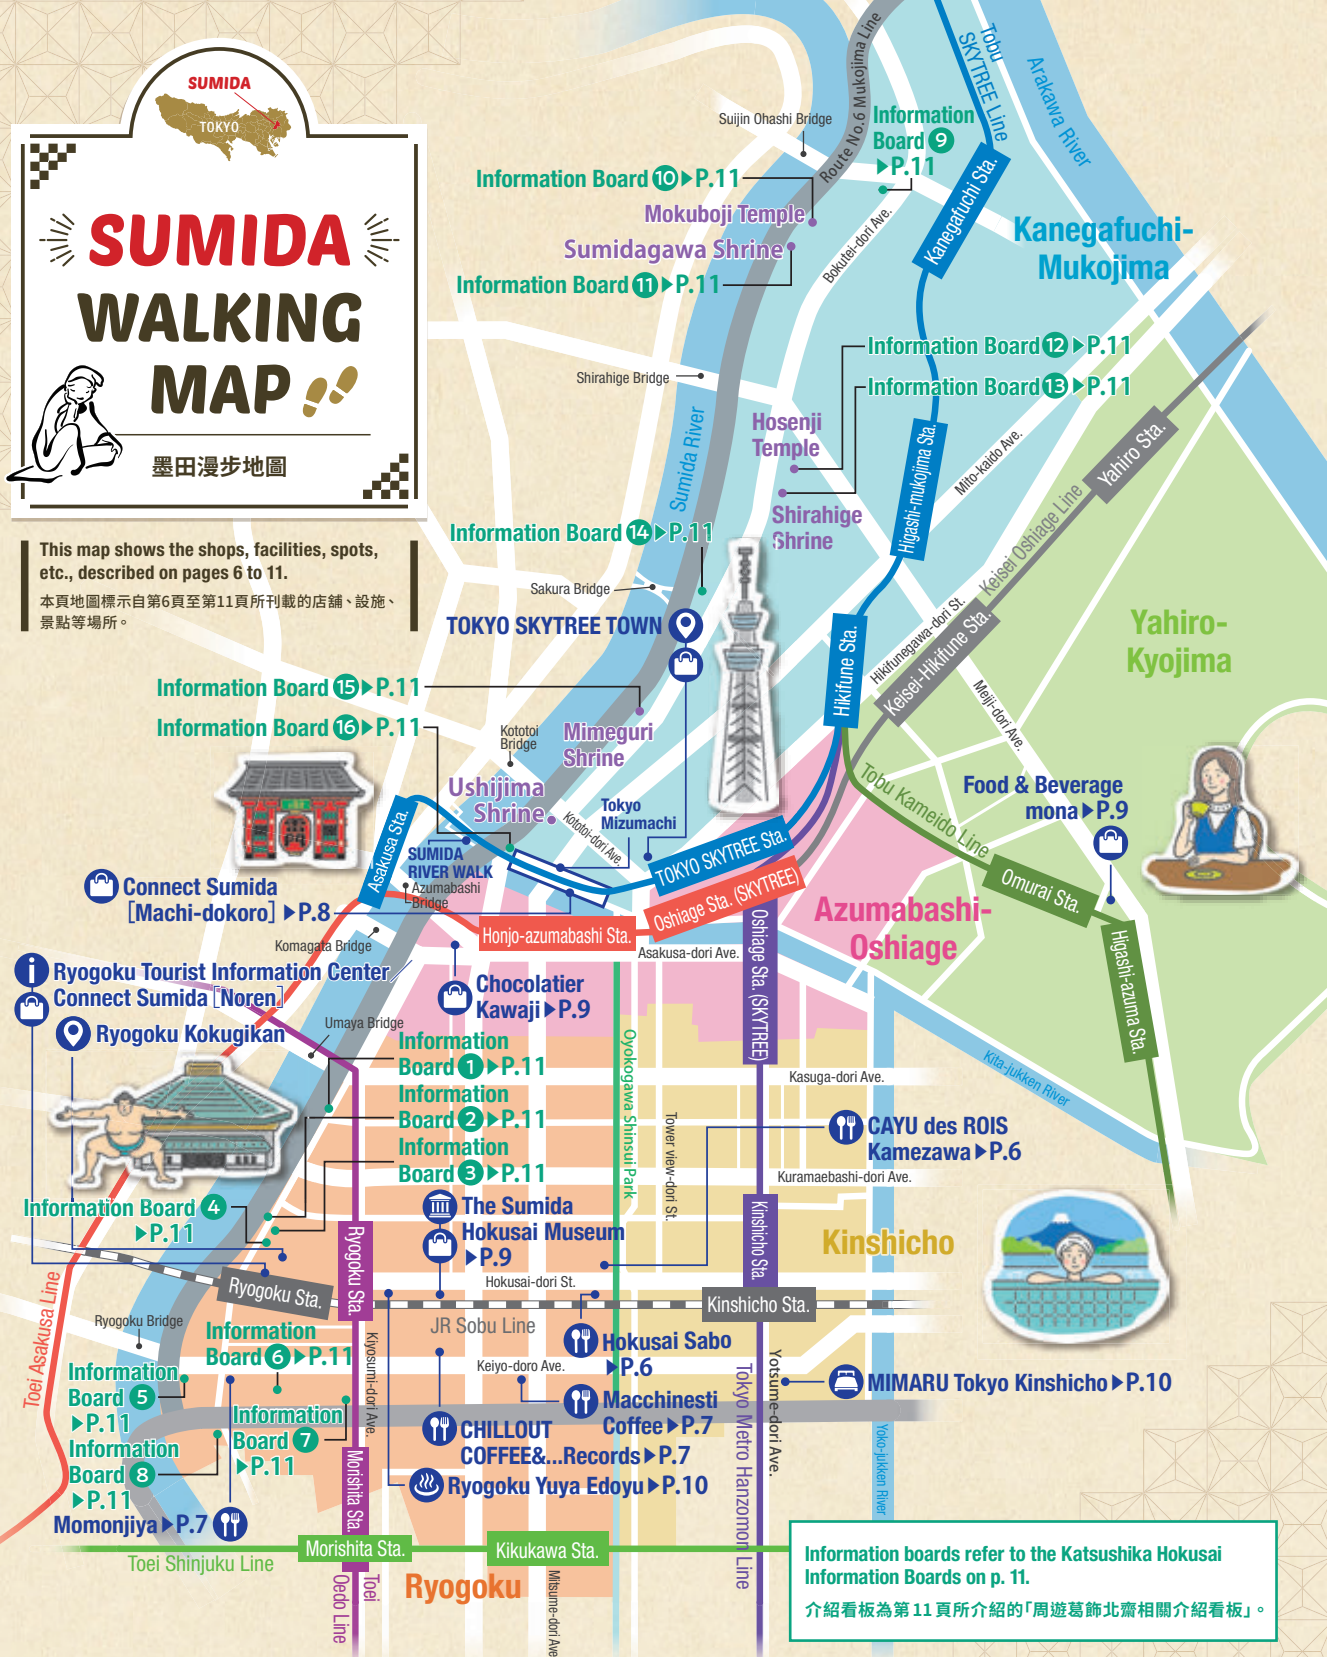 SUMIDA
TOKYO
SUMIDA
WALKING
MAP
墨田漫步地圖
This map shows the shops, facilities, spots,
etc., described on pages 6 to 11.
本頁地圖標示自第6頁至第11頁所刊載的店舖、設施、
景點等場所。
Tobu
SKYTREE Line
Arakawa River
Route No.6 Mukojima Line
Suijin Ohashi Bridge
Information
Board 9
▶P.11
Kanegafuchi Sta.
Information Board 10▶P.11
Mokuboji Temple
Sumidagawa Shrine
Information Board 11▶P.11
Bokutei-dori Ave.
Kanegafuchi-
Mukojima
Information Board 12▶P.11
Information Board 13▶P.11
Shirahige Bridge
Sumida River
Hosenji
Temple
Shirahige
Shrine
Higashi-mukojima Sta.
Mito-kaido Ave.
Yahiro Sta.
Keisei Oshiage Line
Information Board 14▶P.11
Sakura Bridge
TOKYO SKYTREE TOWN
Hikifune Sta.
Hikifunegawa-dori St.
Keisei-Hikifune Sta.
Meiji-dori Ave.
Yahiro-
Kyojima
Information Board 15▶P.11
Information Board 16▶P.11
Kototoi
Bridge
Mimeguri
Shrine
Ushijima
Shrine
Kototoi-dori Ave.
Tokyo
Mizumachi
Tobu Kameido Line
Food & Beverage
mona▶P.9
Asakusa Sta.
SUMIDA
RIVER WALK
Azumabashi
Bridge
TOKYO SKYTREE Sta.
Oshiage Sta. (SKYTREE)
Omurai Sta.
Connect Sumida
[Machi-dokoro] ▶P.8
Honjo-azumabashi Sta.
Asakusa-dori Ave.
Oshiage Sta. (SKYTREE)
Azumabashi-
Oshiage
Higashi-azuma Sta.
Komagata Bridge
Ryogoku Tourist Information Center
Connect Sumida [Noren]
Ryogoku Kokugikan
Chocolatier
Kawaji▶P.9
Umaya Bridge
Information
Board 1▶P.11
Information
Board 2▶P.11
Information
Board 3▶P.11
Oyokogawa Shinsui Park
Tower view-dori St.
Kasuga-dori Ave.
Kita-jukken River
CAYU des ROIS
Kamezawa▶P.6
Kuramaebashi-dori Ave.
Information Board 4
▶P.11
The Sumida
Hokusai Museum
▶P.9
Ryogoku Sta.
Ryogoku Sta.
Kinshicho Sta.
Kinshicho
Hokusai-dori St.
Kinshicho Sta.
JR Sobu Line
Toei Asakusa Line
Ryogoku Bridge
Information
Board 6▶P.11
Kiyosumi-dori Ave.
Hokusai Sabo
▶P.6
Keiyo-doro Ave.
Information
Board 5
▶P.11
Macchinesti
Coffee▶P.7
Tokyo Metro Hanzomon Line
Yotsume-dori Ave.
MIMARU Tokyo Kinshicho▶P.10
Information
Board 7
▶P.11
CHILLOUT
COFFEE&...Records▶P.7
Information
Board 8
▶P.11
Morishita Sta.
Ryogoku Yuya Edoyu▶P.10
Yoko-jukken River
Momonjiya▶P.7
Morishita Sta.
Kikukawa Sta.
Toei Shinjuku Line
Toei
Oedo Line
Ryogoku
Mitsume-dori Ave.
Information boards refer to the Katsushika Hokusai
Information Boards on p. 11.
介紹看板為第11頁所介紹的「周遊葛飾北齋相關介紹看板」。